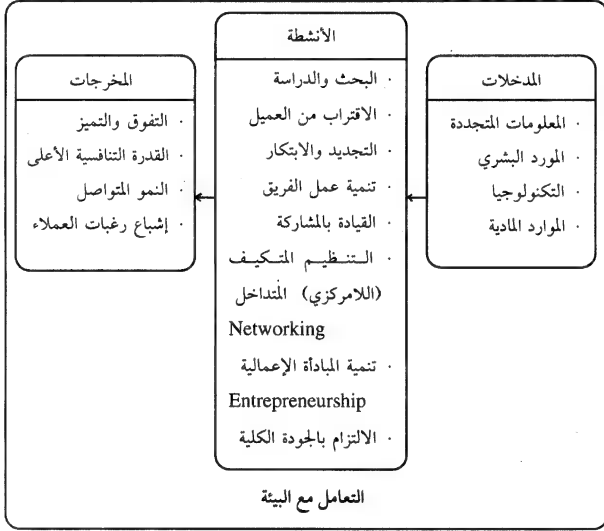 المدخلات
· المعلومات المتجددة
· المورد البشري
· التكنولوجيا
· الموارد المادية
الأنشطة
· البحث والدراسة
· الاقتراب من العميل
· التجديد والابتكار
· تنمية عمل الفريق
· القيادة بالمشاركة
· التنظيم المتكيف
(اللامركزي) المتداخل
Networking
· تنمية المبادأة الإعمالية
Entrepreneurship
· الالتزام بالجودة الكلية
المخرجات
· التفوق والتميز
· القدرة التنافسية الأعلى
· النمو المتواصل
· إشباع رغبات العملاء
التعامل مع البيئة